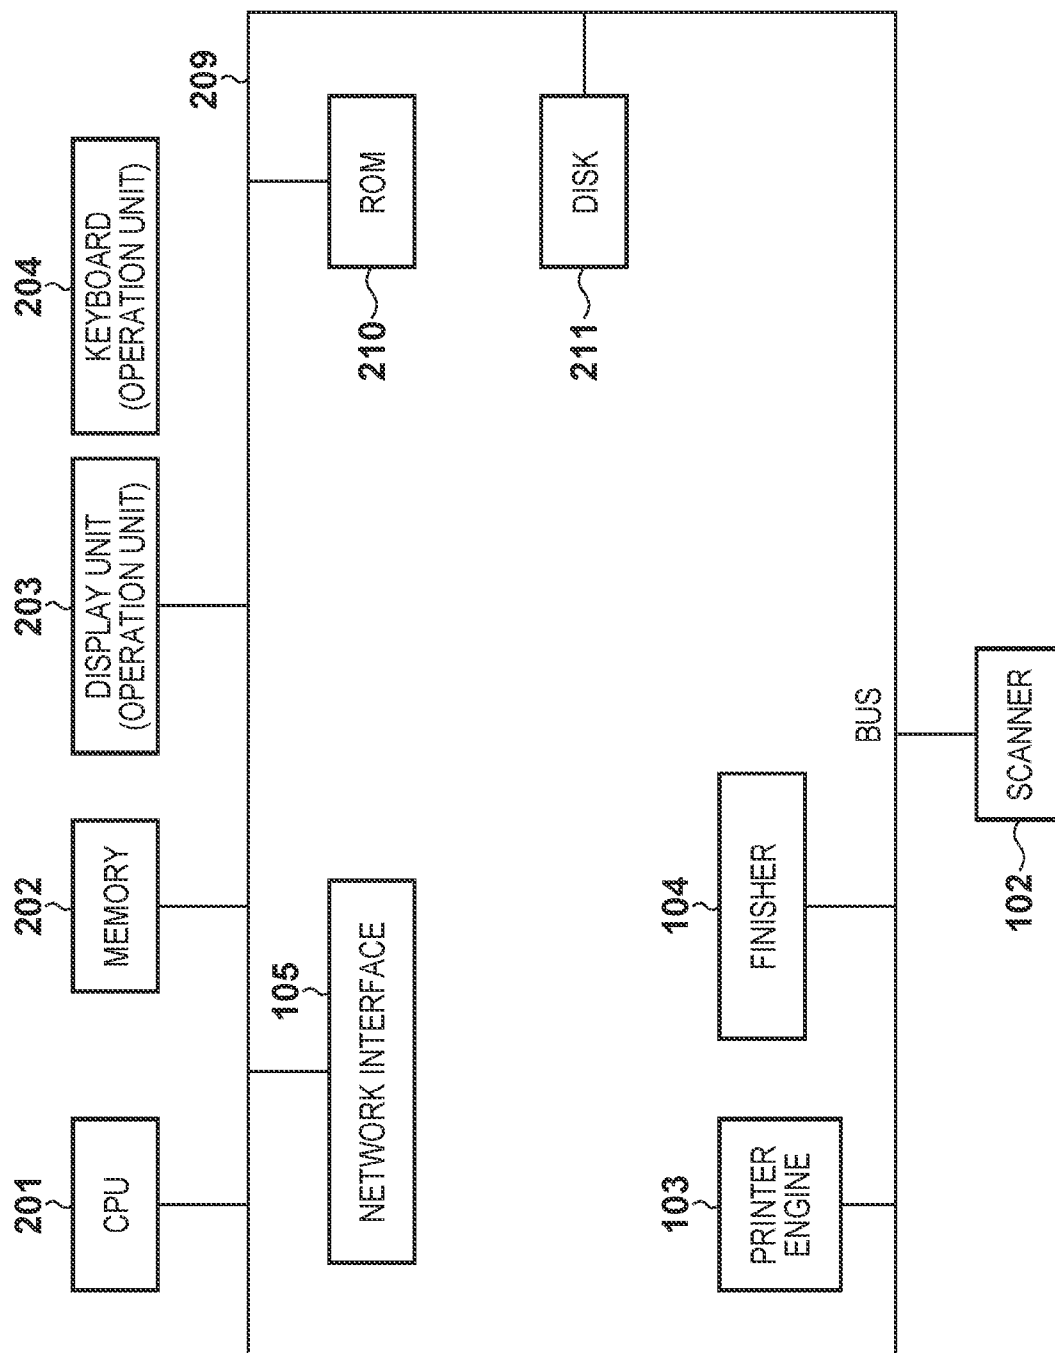 201
CPU
202
MEMORY
203
DISPLAY UNIT
(OPERATION UNIT)
204
KEYBOARD
(OPERATION UNIT)
209
105
NETWORK INTERFACE
210
ROM
211
DISK
103
PRINTER
ENGINE
104
FINISHER
BUS
102
SCANNER